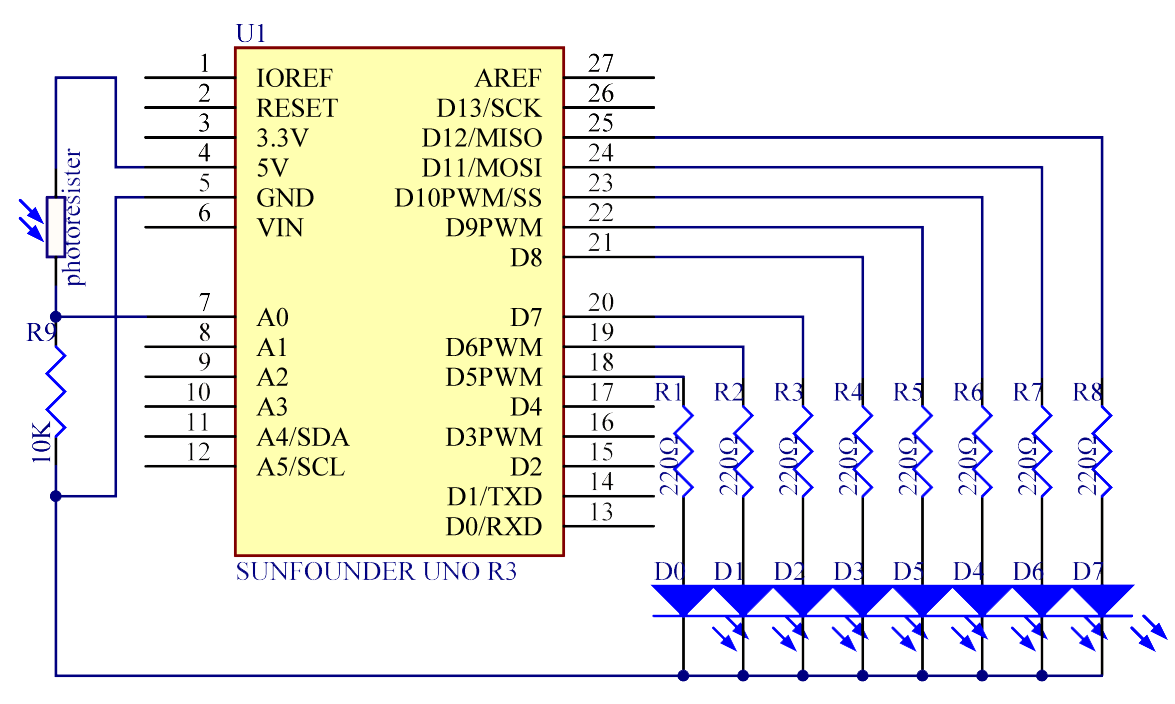 U1
1 IOREF AREF 27
2 RESET D13/SCK 26
3 3.3V D12/MISO 25
4 5V D11/MOSI 24
5 GND D10PWM/SS 23
6 VIN D9PWM 22
D8 21
photoresister
7 A0 D7 20
R9
8 A1 D6PWM 19
9 A2 D5PWM 18
10 A3 D4 17
11 A4/SDA D3PWM 16
12 A5/SCL D2 15
10K
D1/TXD 14
D0/RXD 13
R1 R2 R3 R4 R5 R6 R7 R8
220Ω 220Ω 220Ω 220Ω 220Ω 220Ω 220Ω 220Ω
SUNFOUNDER UNO R3
D0 D1 D2 D3 D5 D4 D6 D7